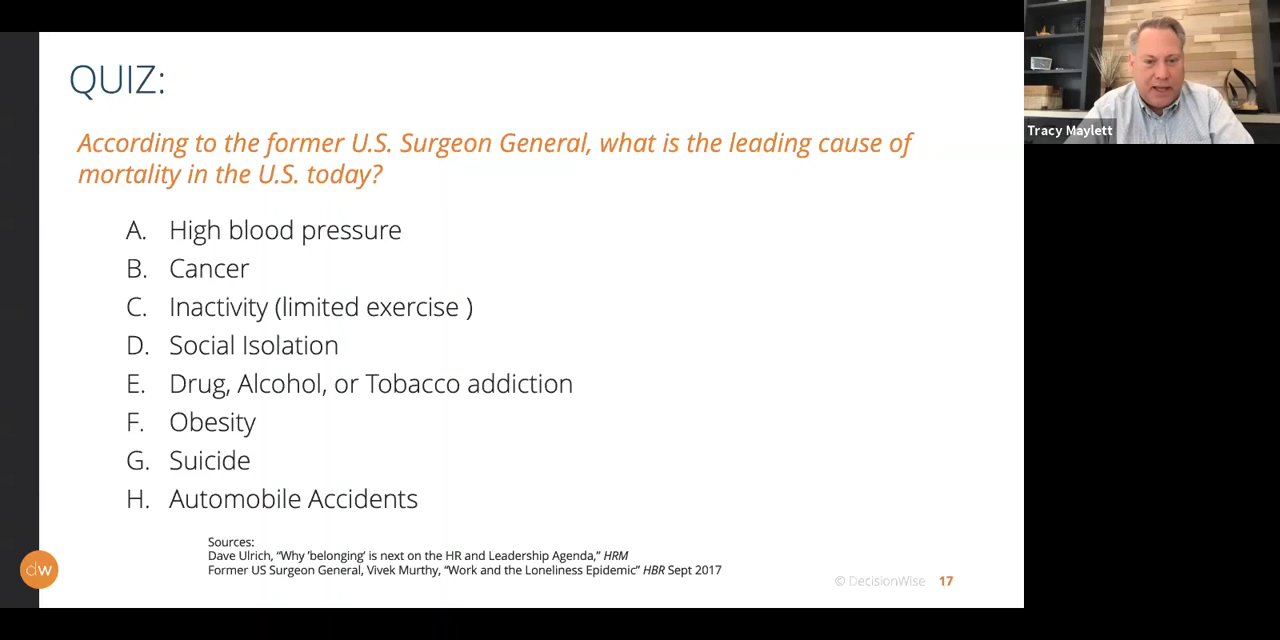 QUIZ:
According to the former U.S. Surgeon General, what is the leading cause of
mortality in the U.S. today?
A. High blood pressure
B. Cancer
C. Inactivity (limited exercise )
D. Social Isolation
E. Drug, Alcohol, or Tobacco addiction
F. Obesity
G. Suicide
H. Automobile Accidents
Sources:
Dave Ulrich, “Why ‘belonging’ is next on the HR and Leadership Agenda,” HRM
Former US Surgeon General, Vivek Murthy, “Work and the Loneliness Epidemic” HBR Sept 2017
dw
© DecisionWise 17
Tracy Maylett